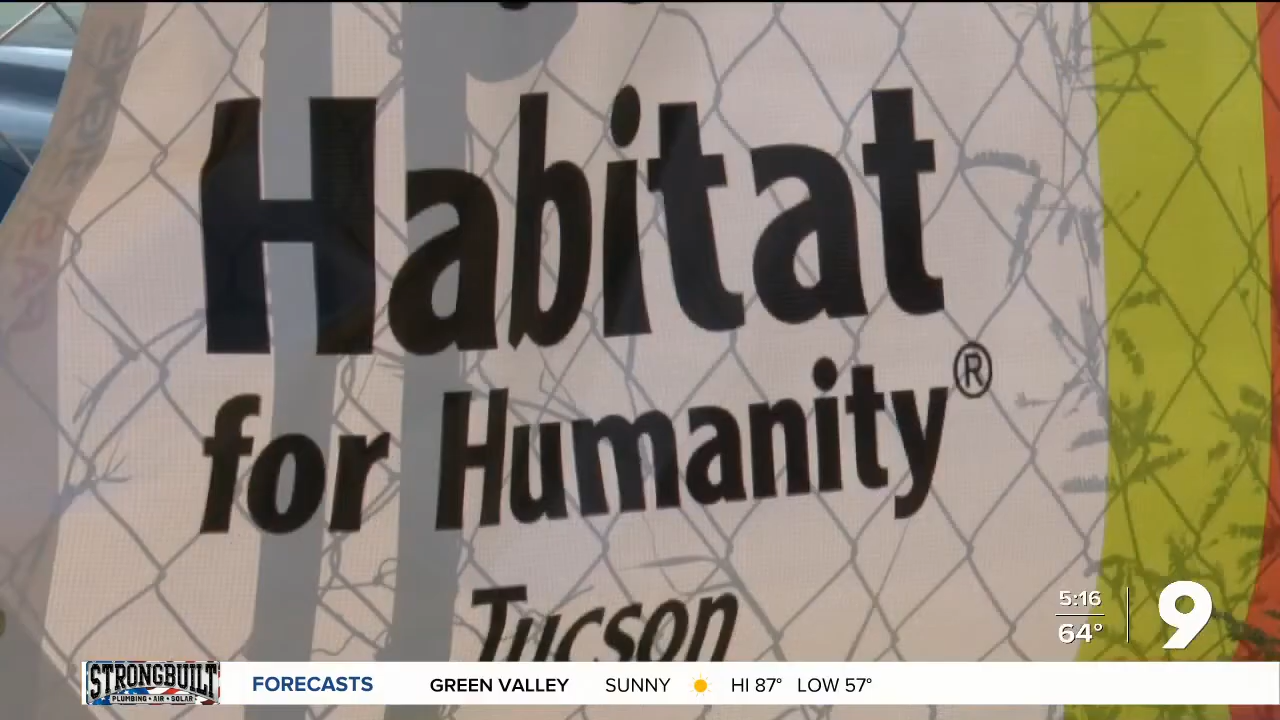 Habitat
for Humanity®
Tucson
5:16
64°
9
STRONGBUILT
PLUMBING • AIR • SOLAR
FORECASTS GREEN VALLEY SUNNY HI 87° LOW 57°